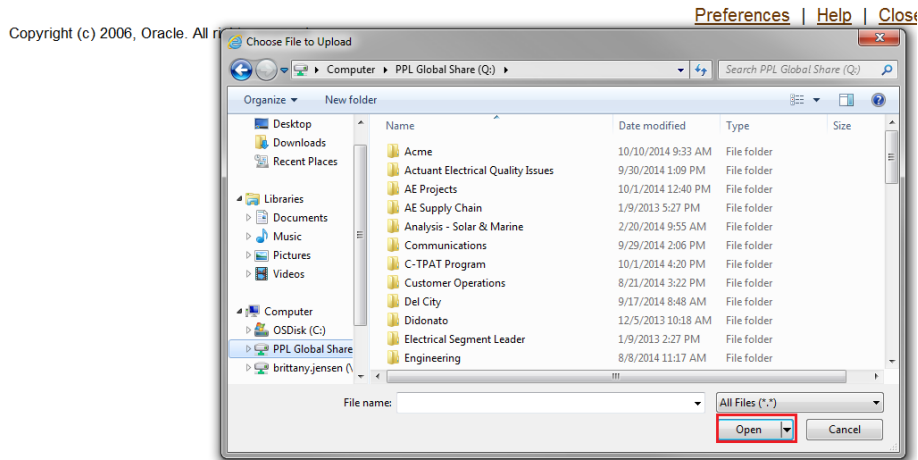 Preferences | Help | Close
Copyright (c) 2006, Oracle. All
Choose File to Upload
Computer ▸ PPL Global Share (Q:) ▸
Search PPL Global Share (Q:)
Organize New folder
Desktop
Downloads
Recent Places
Libraries
Documents
Music
Pictures
Videos
Computer
OSDisk (C:)
PPL Global Share
brittany.jensen (\
Name Date modified Type Size
Acme 10/10/2014 9:33 AM File folder
Actuant Electrical Quality Issues 9/30/2014 1:09 PM File folder
AE Projects 10/1/2014 12:40 PM File folder
AE Supply Chain 1/9/2013 5:27 PM File folder
Analysis - Solar & Marine 2/20/2014 9:55 AM File folder
Communications 9/29/2014 2:06 PM File folder
C-TPAT Program 10/1/2014 4:20 PM File folder
Customer Operations 8/21/2014 3:22 PM File folder
Del City 9/17/2014 8:48 AM File folder
Didonato 12/5/2013 10:18 AM File folder
Electrical Segment Leader 1/9/2013 2:27 PM File folder
Engineering 8/8/2014 11:17 AM File folder
File name: All Files (*.*)
Open Cancel